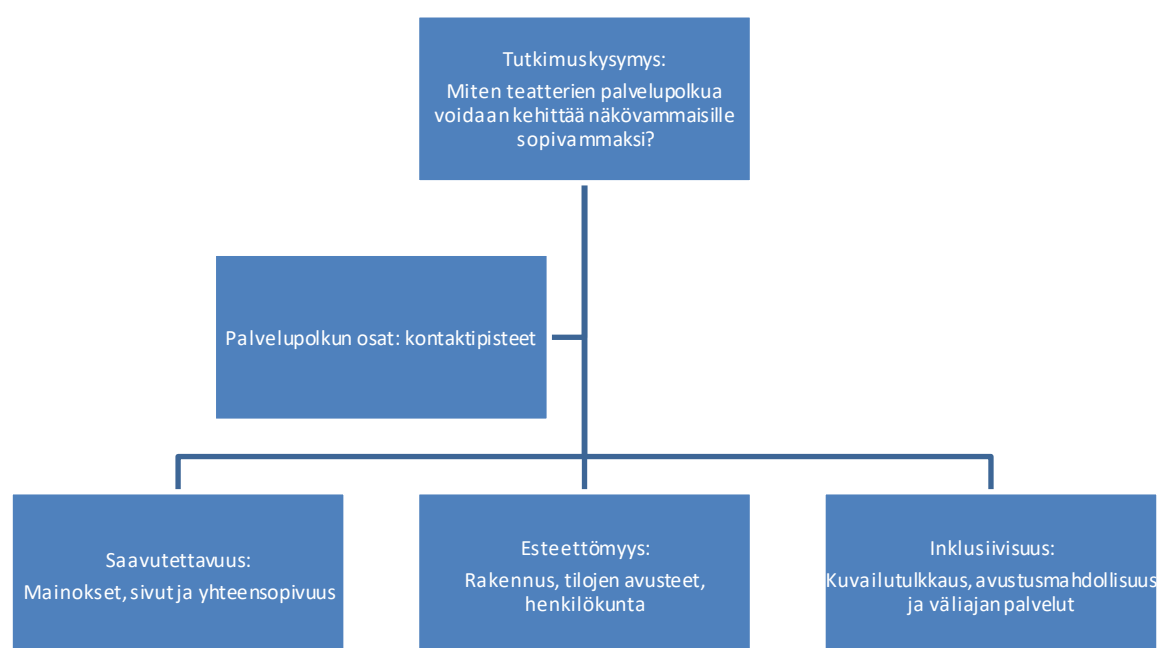 Tutkimuskysymys:
Miten teatterien palvelupolkua
voidaan kehittää näkövammaisille
sopivammaksi?
Palvelupolkun osat: kontaktipisteet
Saavutettavuus:
Mainokset, sivut ja yhteensopivuus
Esteettömyys:
Rakennus, tilojen avusteet,
henkilökunta
Inklusiivisuus:
Kuvailutulkkaus, avustusmahdollisuus
ja väliajan palvelut